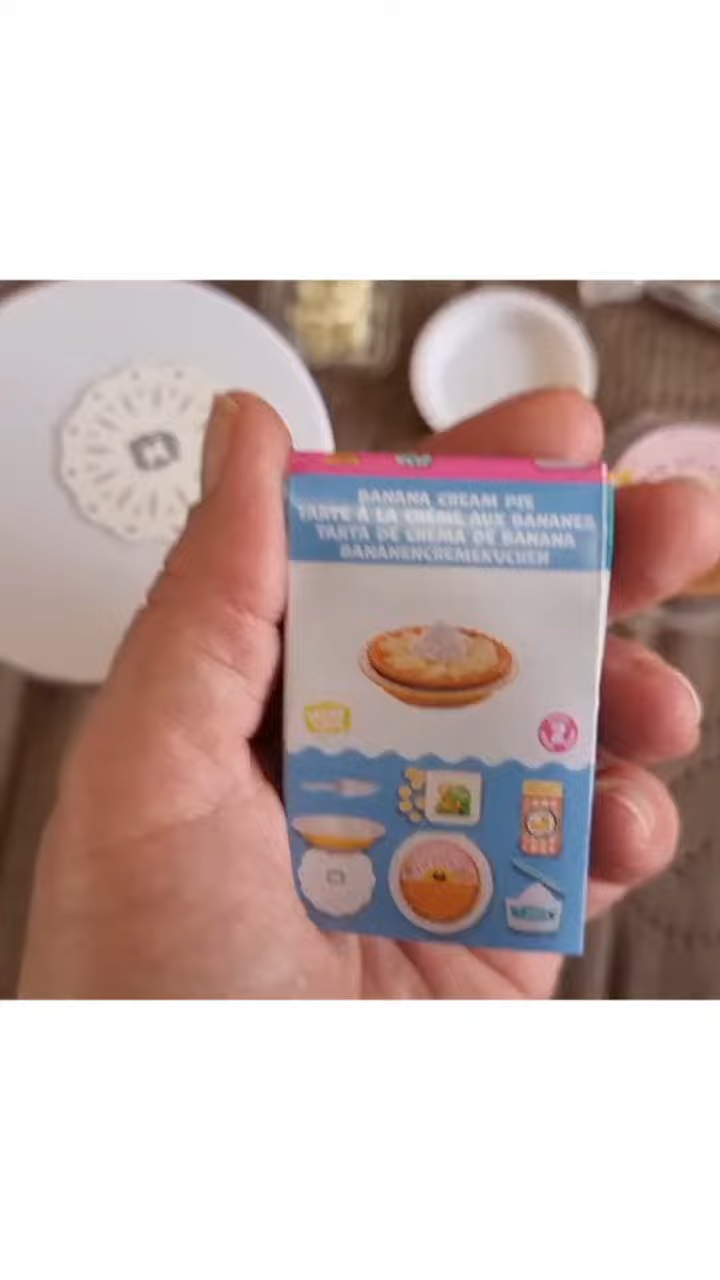 BANANA CREAM PIE
TARTE À LA CRÈME AUX BANANES
TARTA DE CREMA DE BANANA
BANANENCREMEKUCHEN